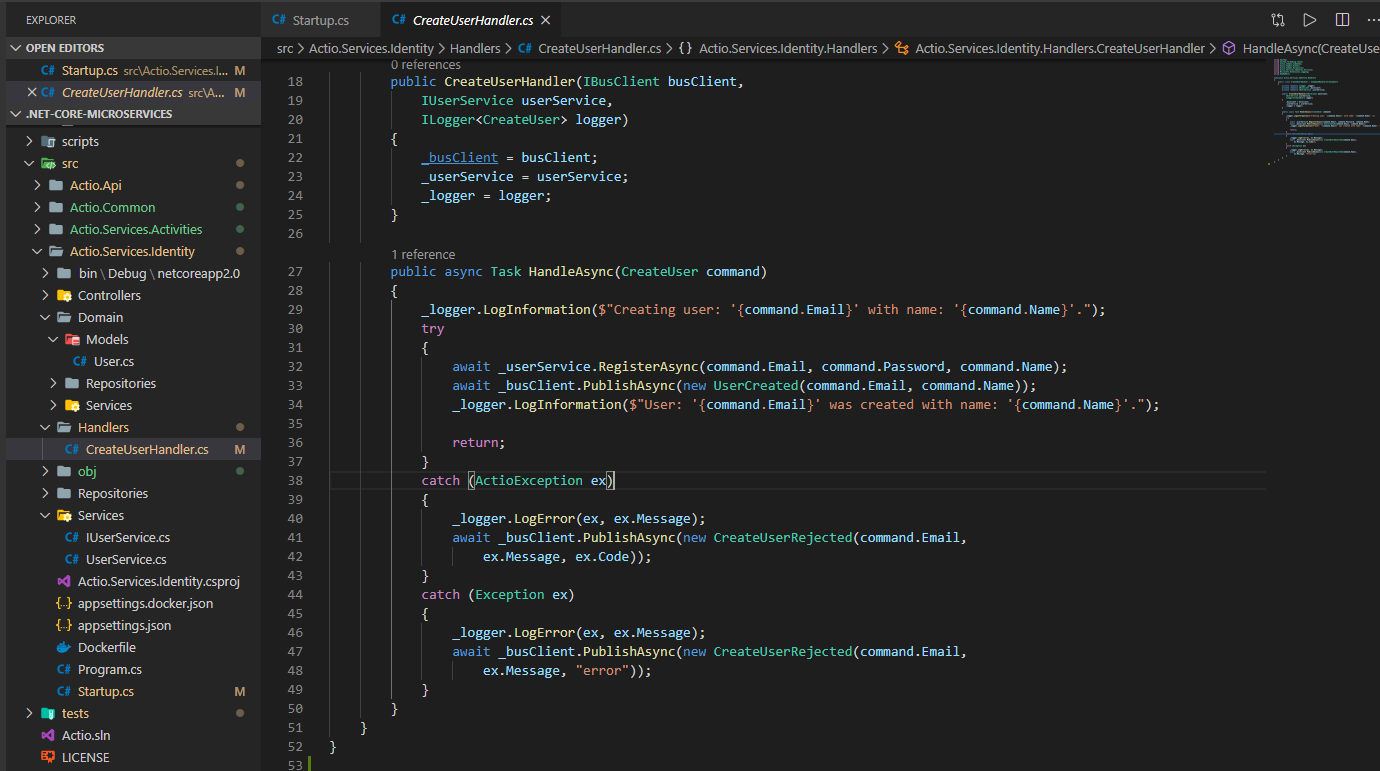 EXPLORER
OPEN EDITORS
C# Startup.cs src\Actio.Services.I... M
C# CreateUserHandler.cs src\A... M
.NET-CORE-MICROSERVICES
scripts
src
Actio.Api
Actio.Common
Actio.Services.Activities
Actio.Services.Identity
bin \ Debug \ netcoreapp2.0
Controllers
Domain
Models
C# User.cs
Repositories
Services
Handlers
C# CreateUserHandler.cs M
obj
Repositories
Services
C# IUserService.cs
C# UserService.cs
Actio.Services.Identity.csproj
{..} appsettings.docker.json
{..} appsettings.json
Dockerfile
C# Program.cs
C# Startup.cs M
tests
Actio.sln
LICENSE
C# Startup.cs
C# CreateUserHandler.cs
src > Actio.Services.Identity > Handlers > C# CreateUserHandler.cs > {} Actio.Services.Identity.Handlers > Actio.Services.Identity.Handlers.CreateUserHandler > HandleAsync(CreateUse
0 references
18 public CreateUserHandler(IBusClient busClient,
19 IUserService userService,
20 ILogger<CreateUser> logger)
21 {
22 _busClient = busClient;
23 _userService = userService;
24 _logger = logger;
25 }
26
1 reference
27 public async Task HandleAsync(CreateUser command)
28 {
29 _logger.LogInformation($"Creating user: '{command.Email}' with name: '{command.Name}'.");
30 try
31 {
32 await _userService.RegisterAsync(command.Email, command.Password, command.Name);
33 await _busClient.PublishAsync(new UserCreated(command.Email, command.Name));
34 _logger.LogInformation($"User: '{command.Email}' was created with name: '{command.Name}'.");
35
36 return;
37 }
38 catch (ActioException ex)
39 {
40 _logger.LogError(ex, ex.Message);
41 await _busClient.PublishAsync(new CreateUserRejected(command.Email,
42 ex.Message, ex.Code));
43 }
44 catch (Exception ex)
45 {
46 _logger.LogError(ex, ex.Message);
47 await _busClient.PublishAsync(new CreateUserRejected(command.Email,
48 ex.Message, "error"));
49 }
50 }
51 }
52 }
53